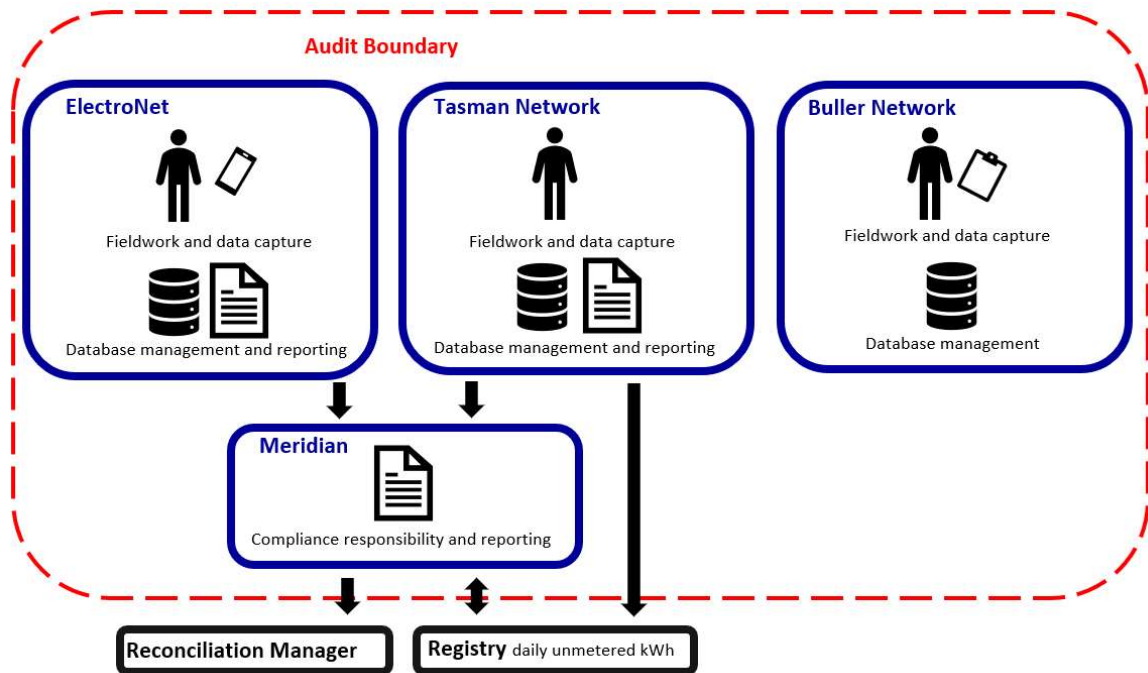 Audit Boundary
ElectroNet
Fieldwork and data capture
Database management and reporting
Tasman Network
Fieldwork and data capture
Database management and reporting
Buller Network
Fieldwork and data capture
Database management
Meridian
Compliance responsibility and reporting
Reconciliation Manager
Registry daily unmetered kWh